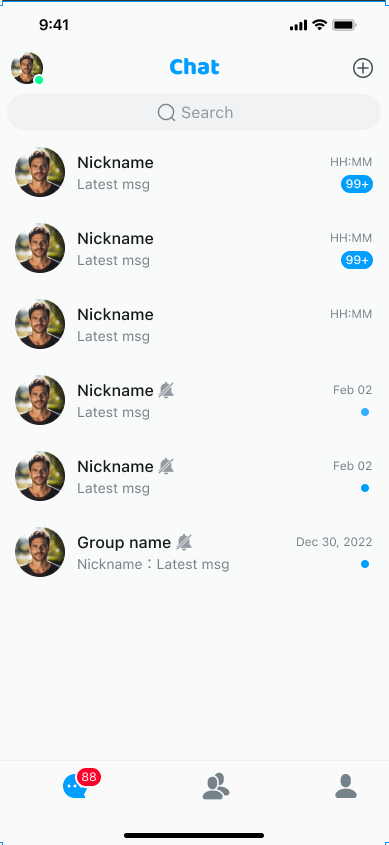 9:41
Chat
Search
Nickname HH:MM
Latest msg 99+
Nickname HH:MM
Latest msg 99+
Nickname HH:MM
Latest msg
Nickname Feb 02
Latest msg
Nickname Feb 02
Latest msg
Group name Dec 30, 2022
Nickname：Latest msg
88